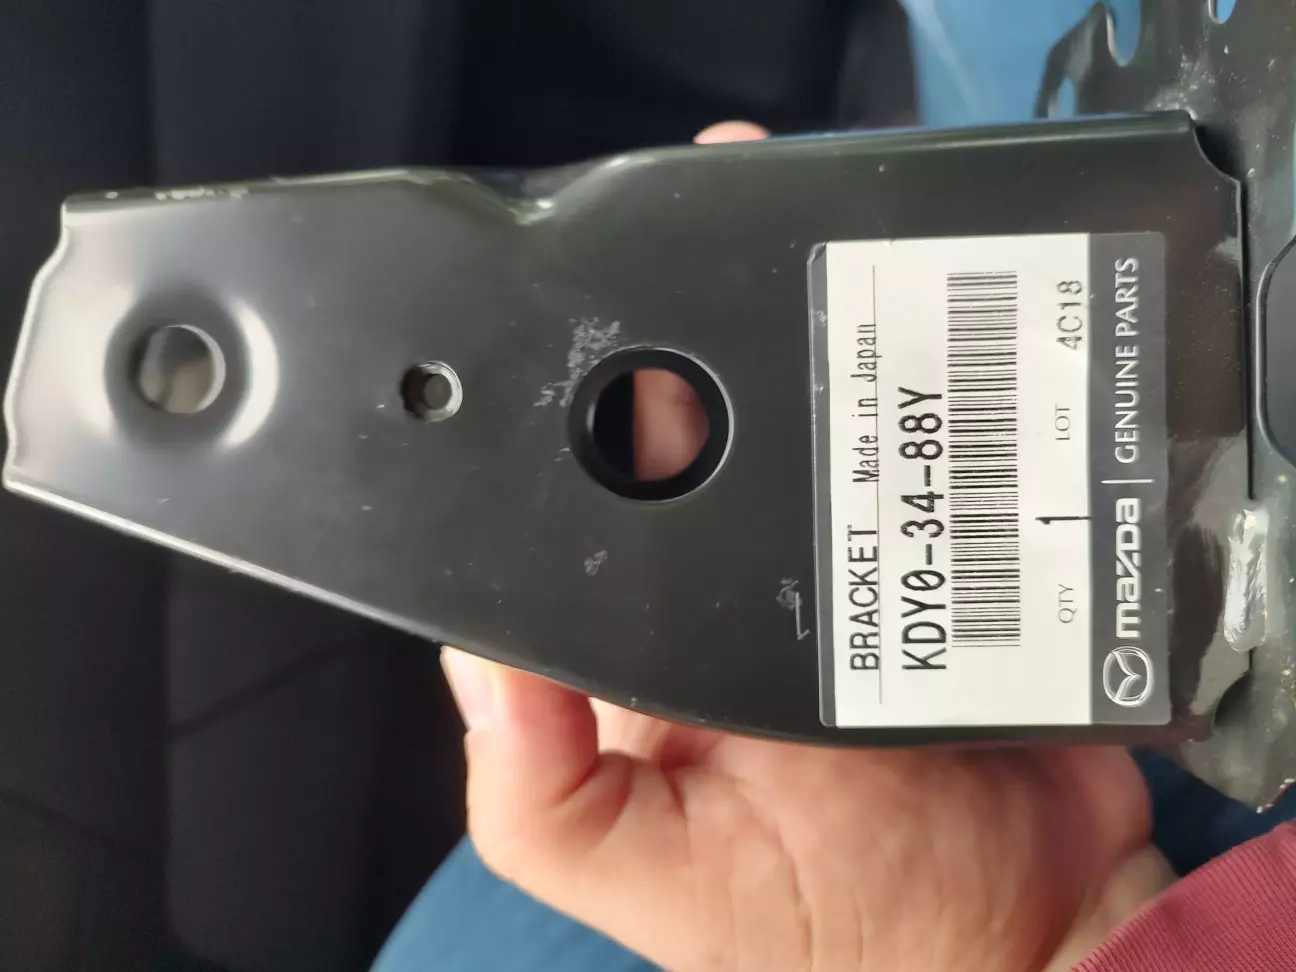 BRACKET Made in Japan
KDY0-34-88Y
QTY 1 LOT 4C18
mazda | GENUINE PARTS